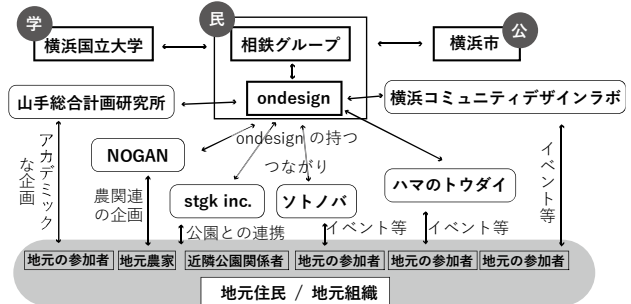 学
民
公
横浜国立大学
相鉄グループ
横浜市
山手総合計画研究所
ondesign
横浜コミュニティデザインラボ
アカデミック
な企画
NOGAN
ondesign の持つ
つながり
イベント等
農関連
の企画
stgk inc.
ソトノバ
ハマのトウダイ
公園との連携
イベント等
イベント等
地元の参加者
地元農家
近隣公園関係者
地元の参加者
地元の参加者
地元の参加者
地元住民 / 地元組織